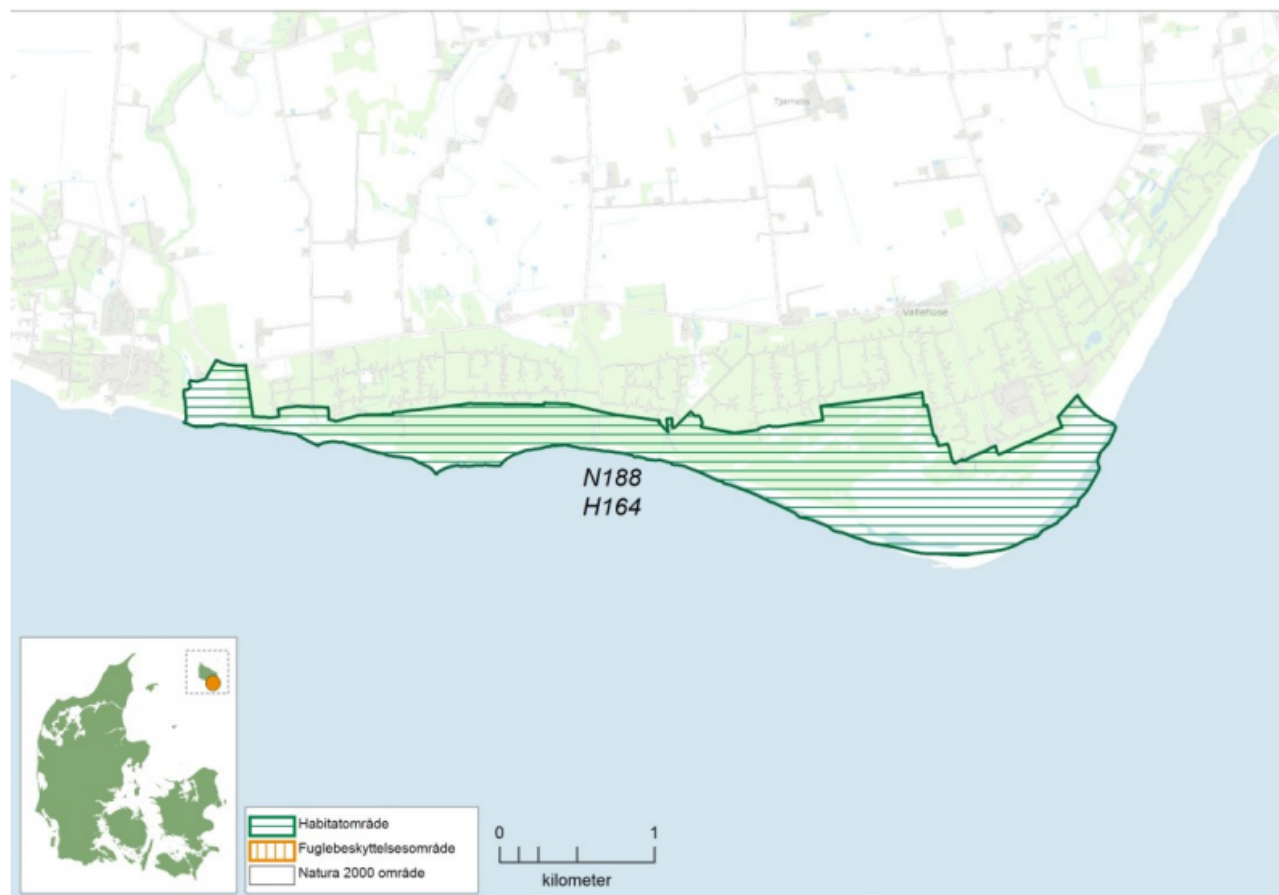 Tjørneby
Vallehuse
N188
H164
Habitatområde
Fuglebeskyttelsesområde
Natura 2000 område
0 1
kilometer